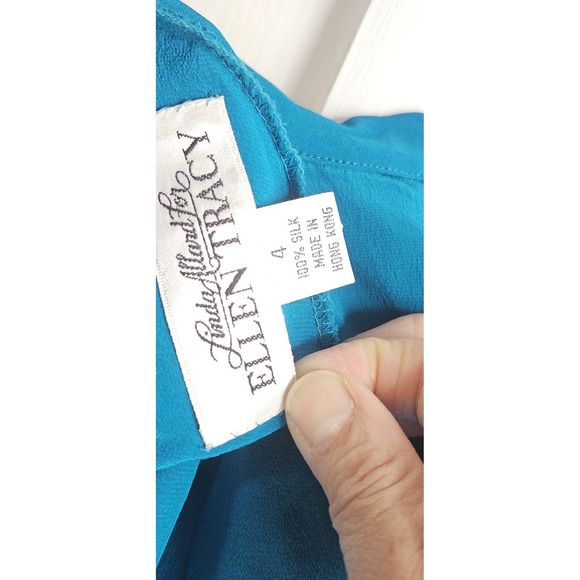 Linda Allard for
ELLEN TRACY
4
100% SILK
MADE IN
HONG KONG